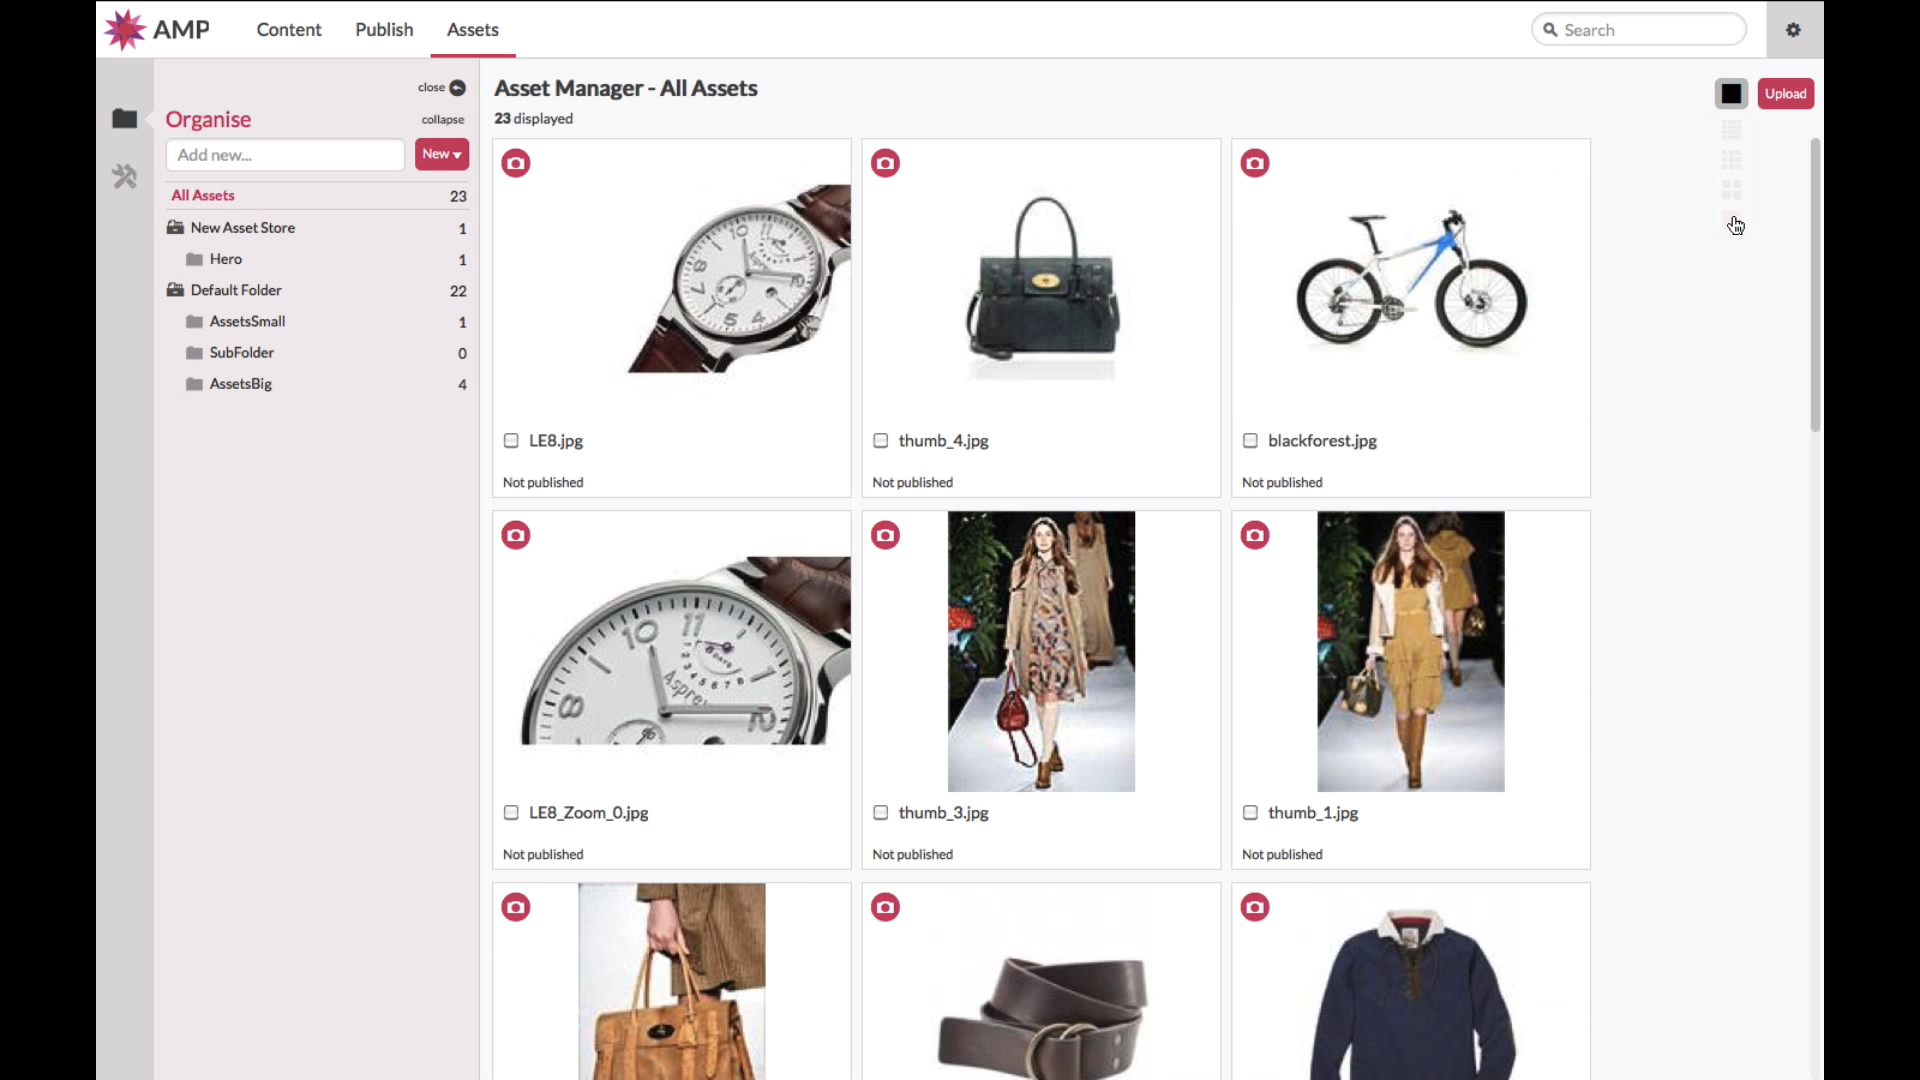 AMP
Content
Publish
Assets
Search
close
Organise
collapse
Add new...
New
All Assets 23
New Asset Store 1
Hero 1
Default Folder 22
AssetsSmall 1
SubFolder 0
AssetsBig 4
Asset Manager - All Assets
23 displayed
Upload
LE8.jpg
Not published
thumb_4.jpg
Not published
blackforest.jpg
Not published
LE8_Zoom_0.jpg
Not published
thumb_3.jpg
Not published
thumb_1.jpg
Not published